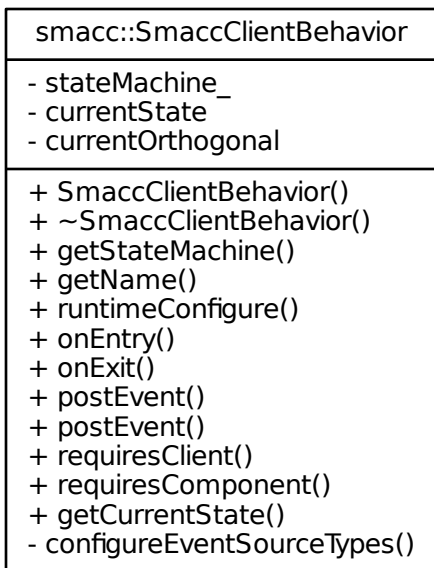 smacc::SmaccClientBehavior
- stateMachine_
- currentState
- currentOrthogonal
+ SmaccClientBehavior()
+ ~SmaccClientBehavior()
+ getStateMachine()
+ getName()
+ runtimeConfigure()
+ onEntry()
+ onExit()
+ postEvent()
+ postEvent()
+ requiresClient()
+ requiresComponent()
+ getCurrentState()
- configureEventSourceTypes()